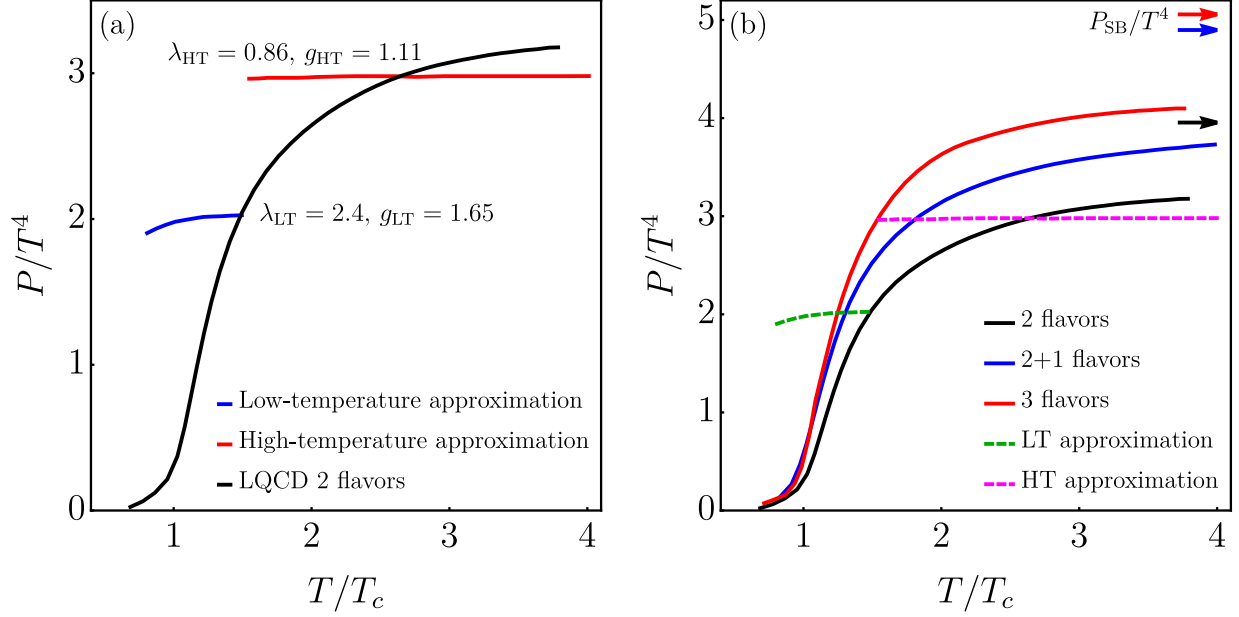 (a)
λ_HT = 0.86, g_HT = 1.11
λ_LT = 2.4, g_LT = 1.65
Low-temperature approximation
High-temperature approximation
LQCD 2 flavors
P/T^4
3
2
1
0
1 2 3 4
T/T_c
(b)
P_SB/T^4
2 flavors
2+1 flavors
3 flavors
LT approximation
HT approximation
P/T^4
5
4
3
2
1
0
1 2 3 4
T/T_c